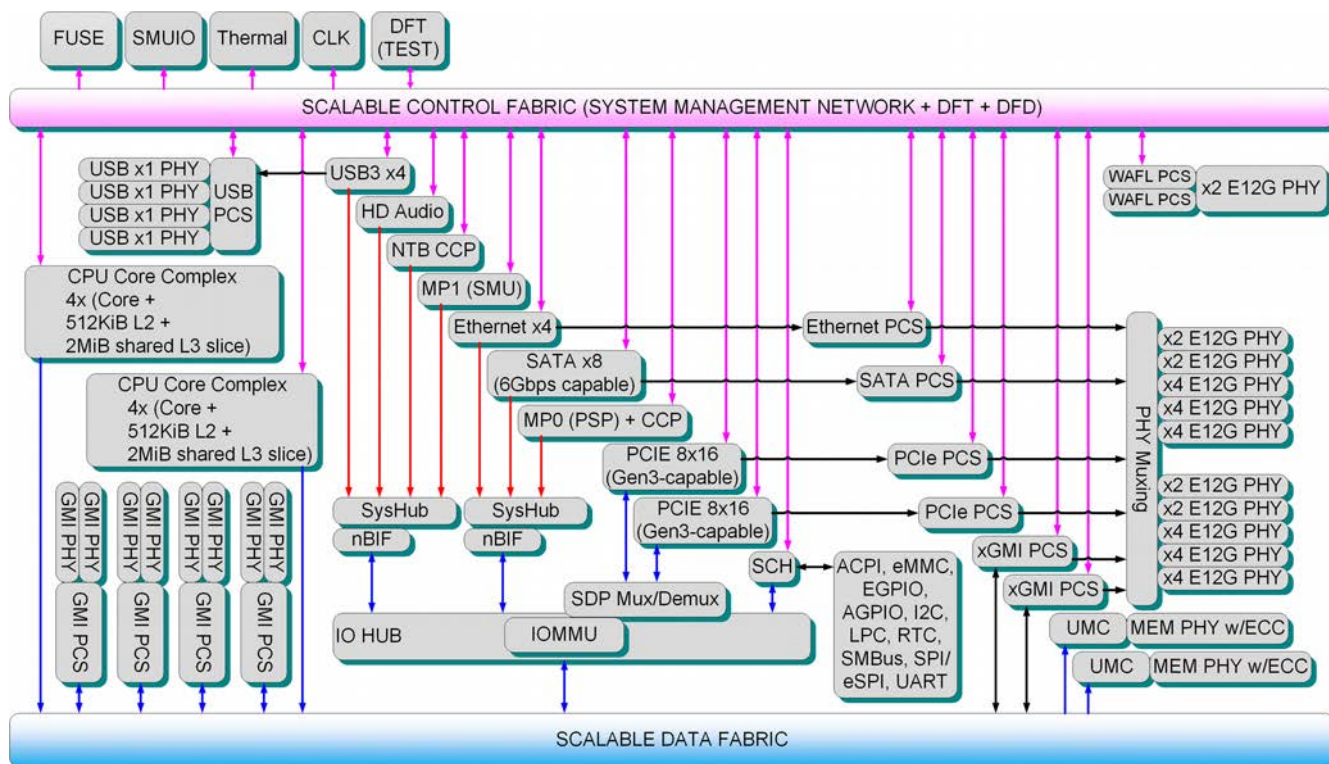 FUSE
SMUIO
Thermal
CLK
DFT
(TEST)
SCALABLE CONTROL FABRIC (SYSTEM MANAGEMENT NETWORK + DFT + DFD)
USB x1 PHY
USB x1 PHY
USB x1 PHY
USB x1 PHY
USB
PCS
USB3 x4
HD Audio
NTB CCP
MP1 (SMU)
Ethernet x4
SATA x8
(6Gbps capable)
MP0 (PSP) + CCP
PCIE 8x16
(Gen3-capable)
PCIE 8x16
(Gen3-capable)
Ethernet PCS
SATA PCS
PCIe PCS
PCIe PCS
xGMI PCS
xGMI PCS
WAFL PCS
WAFL PCS
x2 E12G PHY
PHY Muxing
x2 E12G PHY
x2 E12G PHY
x4 E12G PHY
x4 E12G PHY
x4 E12G PHY
x2 E12G PHY
x2 E12G PHY
x4 E12G PHY
x4 E12G PHY
x4 E12G PHY
CPU Core Complex
4x (Core +
512KiB L2 +
2MiB shared L3 slice)
CPU Core Complex
4x (Core +
512KiB L2 +
2MiB shared L3 slice)
GMI PHY
GMI PHY
GMI PHY
GMI PHY
GMI PHY
GMI PHY
GMI PHY
GMI PHY
GMI PCS
GMI PCS
GMI PCS
GMI PCS
SysHub
nBIF
SysHub
nBIF
SCH
SDP Mux/Demux
IO HUB
IOMMU
ACPI, eMMC,
EGPIO,
AGPIO, I2C,
LPC, RTC,
SMBus, SPI/
eSPI, UART
UMC
MEM PHY w/ECC
UMC
MEM PHY w/ECC
SCALABLE DATA FABRIC